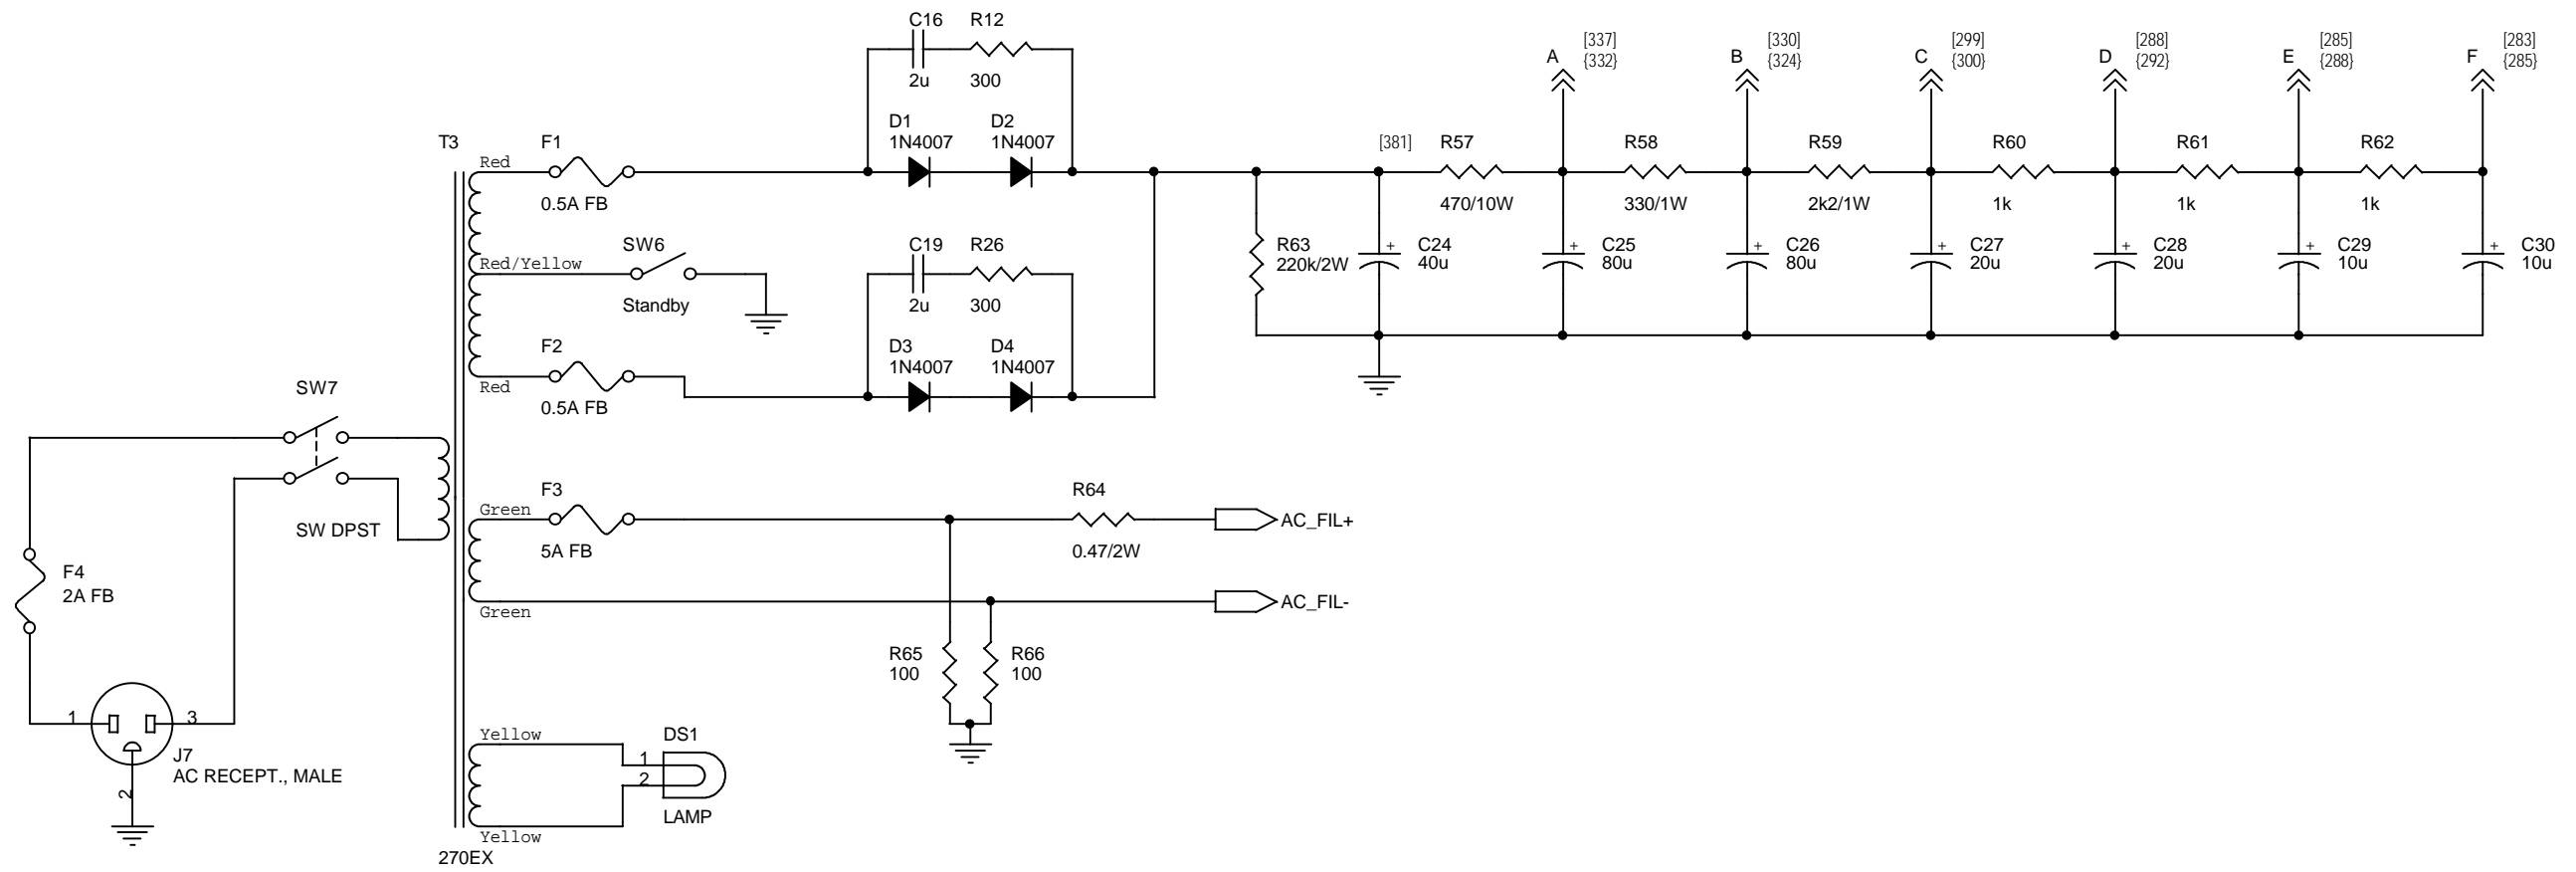 C16
R12
2u
300
D1
1N4007
D2
1N4007
T3
Red
F1
0.5A FB
Red/Yellow
SW6
Standby
C19
R26
2u
300
D3
1N4007
D4
1N4007
Red
F2
0.5A FB
[381]
R57
470/10W
A
[337]
{332}
R58
330/1W
B
[330]
{324}
R59
2k2/1W
C
[299]
{300}
R60
1k
D
[288]
{292}
R61
1k
E
[285]
{288}
R62
1k
F
[283]
{285}
R63
220k/2W
+
C24
40u
+
C25
80u
+
C26
80u
+
C27
20u
+
C28
20u
+
C29
10u
+
C30
10u
SW7
SW DPST
F4
2A FB
1
3
2
J7
AC RECEPT., MALE
Green
F3
5A FB
R64
0.47/2W
AC_FIL+
Green
AC_FIL-
R65
100
R66
100
Yellow
DS1
1
2
LAMP
Yellow
270EX